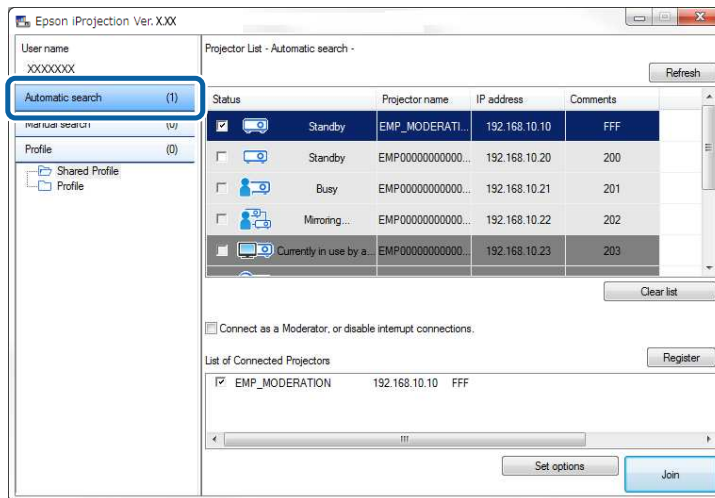 Epson iProjection Ver. X.XX
User name
XXXXXXX
Automatic search (1)
Manual search (0)
Profile (0)
Shared Profile
Profile
Projector List - Automatic search -
Refresh
Status Projector name IP address Comments
Standby EMP_MODERATI... 192.168.10.10 FFF
Standby EMP00000000000... 192.168.10.20 200
Busy EMP00000000000... 192.168.10.21 201
Mirroring... EMP00000000000... 192.168.10.22 202
Currently in use by a... EMP00000000000... 192.168.10.23 203
Clear list
Connect as a Moderator, or disable interrupt connections.
List of Connected Projectors
Register
EMP_MODERATION 192.168.10.10 FFF
Set options
Join